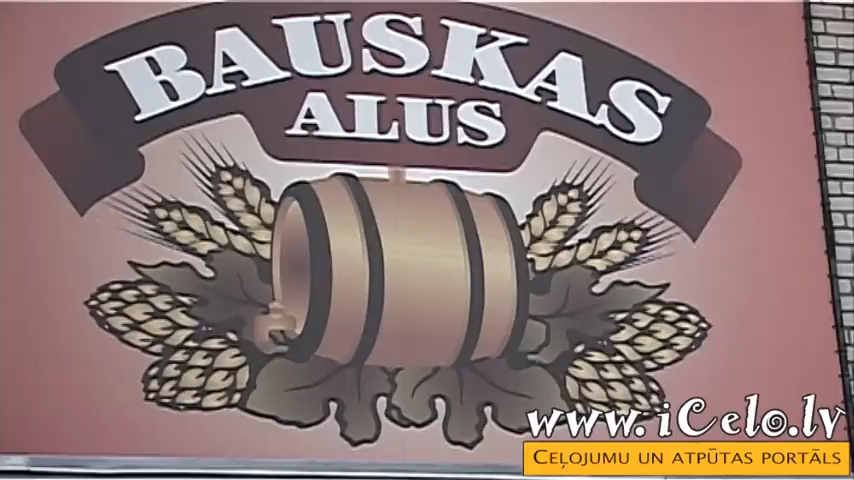 BAUSKAS
ALUS
www.iCelo.lv
CEĻOJUMU UN ATPŪTAS PORTĀLS